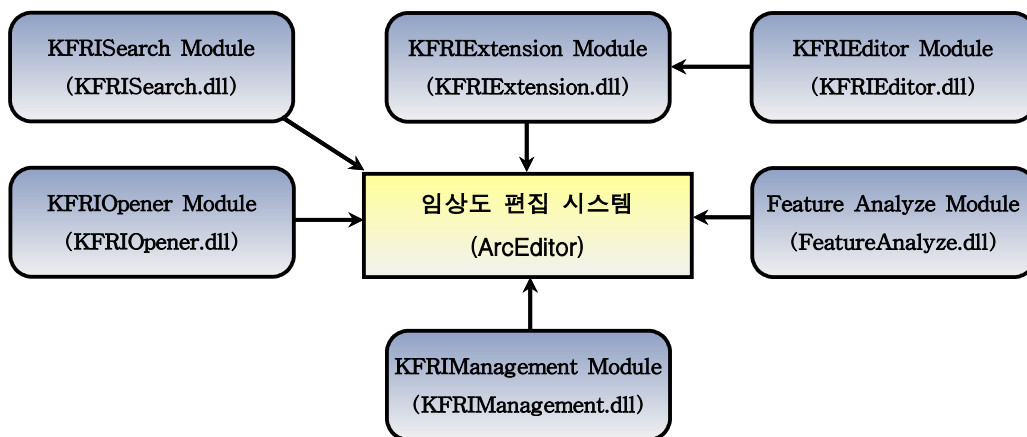 KFRISearch Module
(KFRISearch.dll)
KFRIExtension Module
(KFRIExtension.dll)
KFRIEditor Module
(KFRIEditor.dll)
KFRIOpener Module
(KFRIOpener.dll)
임상도 편집 시스템
(ArcEditor)
Feature Analyze Module
(FeatureAnalyze.dll)
KFRIManagement Module
(KFRIManagement.dll)